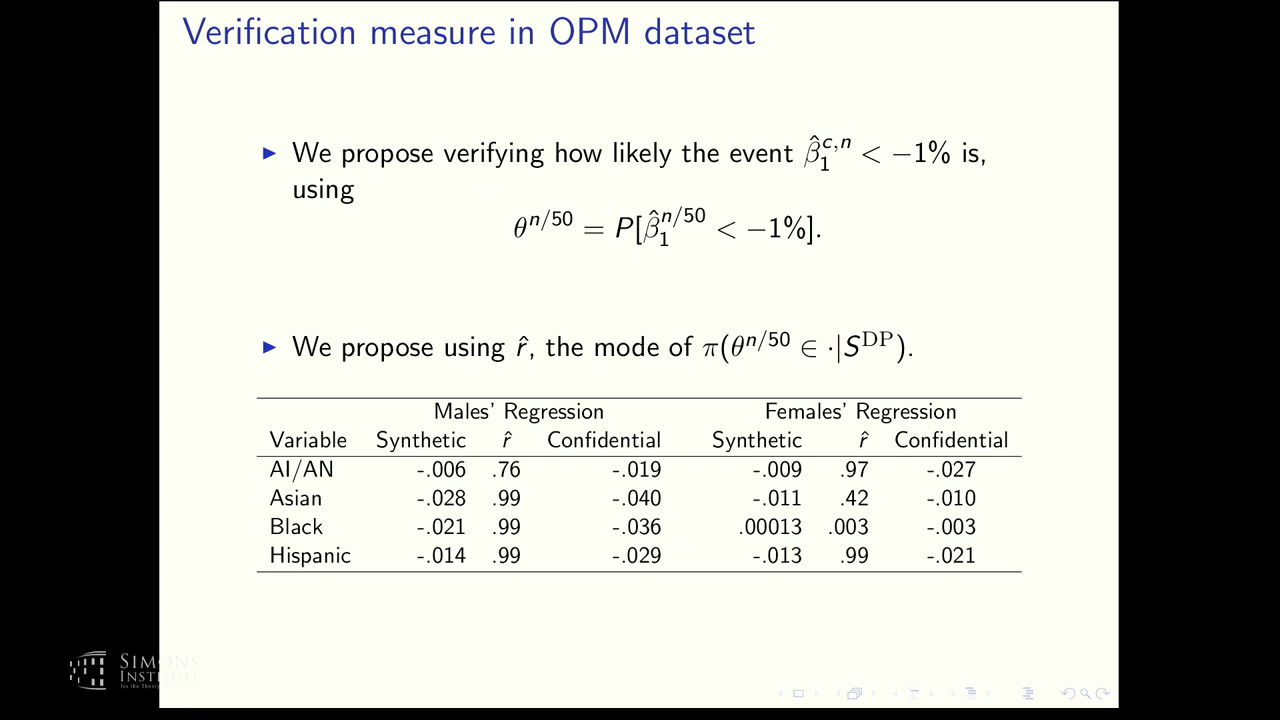 Verification measure in OPM dataset
▶ We propose verifying how likely the event β̂₁^{c,n} < −1% is,
using
θ^{n/50} = P[β̂₁^{n/50} < −1%].
▶ We propose using r̂, the mode of π(θ^{n/50} ∈ ·|S^{DP}).
Males' Regression Females' Regression
Variable Synthetic r̂ Confidential Synthetic r̂ Confidential
AI/AN -.006 .76 -.019 -.009 .97 -.027
Asian -.028 .99 -.040 -.011 .42 -.010
Black -.021 .99 -.036 .00013 .003 -.003
Hispanic -.014 .99 -.029 -.013 .99 -.021
SIMONS
INSTITUTE